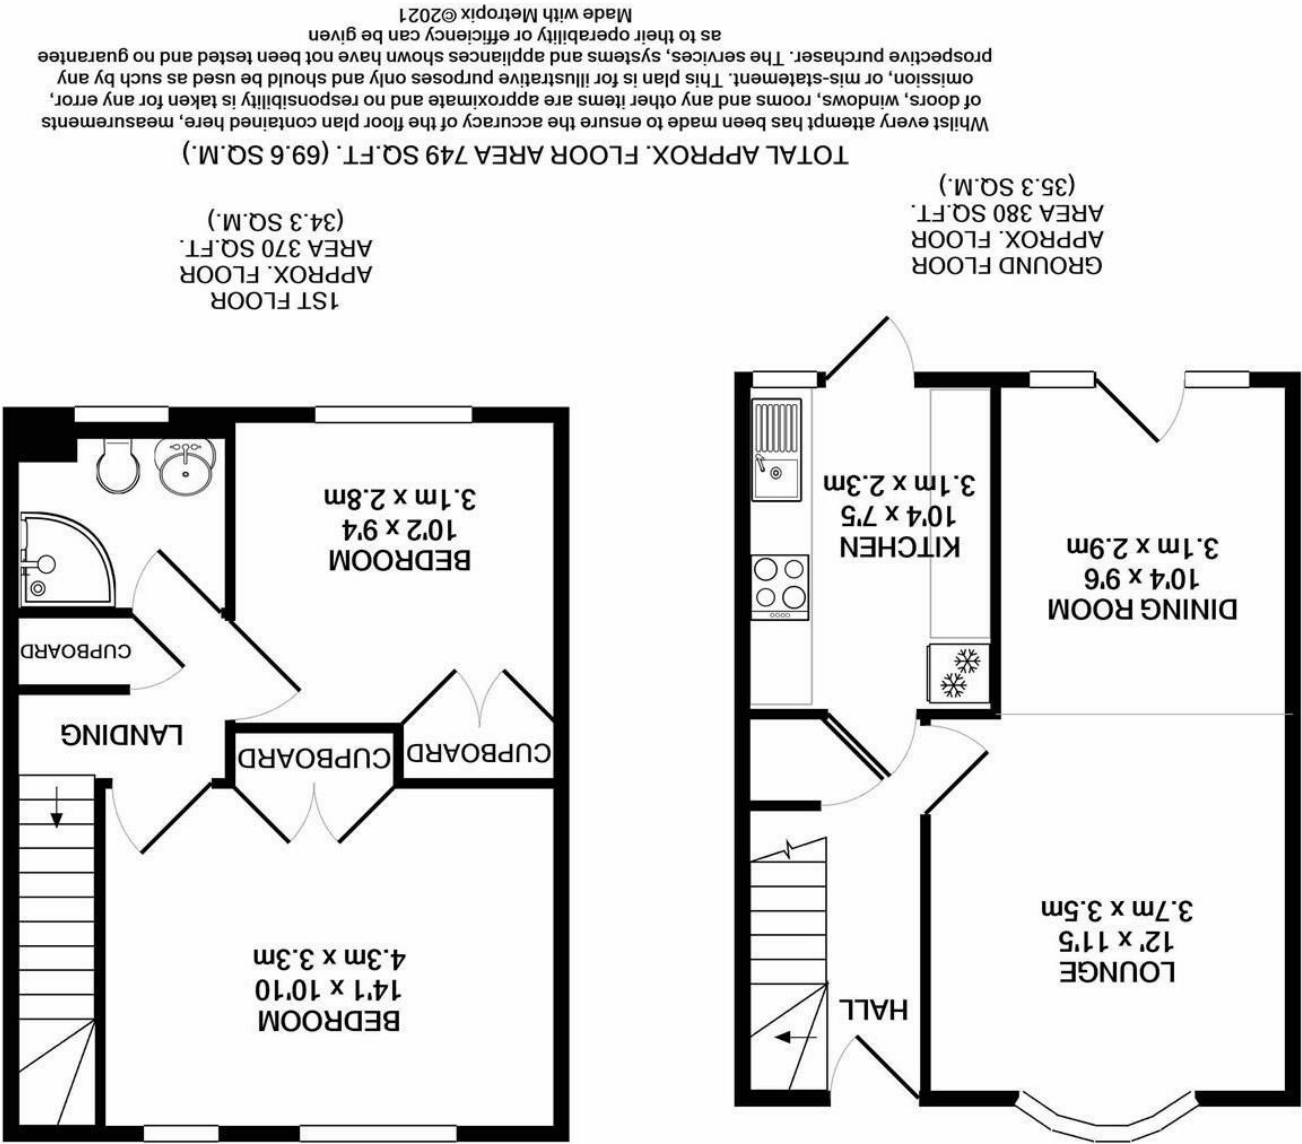 HALL
LOUNGE
12' x 11'5
3.7m x 3.5m
DINING ROOM
10'4 x 9'6
3.1m x 2.9m
KITCHEN
10'4 x 7'5
3.1m x 2.3m
GROUND FLOOR
APPROX. FLOOR
AREA 380 SQ.FT.
(35.3 SQ.M.)
BEDROOM
14'1 x 10'10
4.3m x 3.3m
CUPBOARD
CUPBOARD
LANDING
CUPBOARD
BEDROOM
10'2 x 9'4
3.1m x 2.8m
1ST FLOOR
APPROX. FLOOR
AREA 370 SQ.FT.
(34.3 SQ.M.)
TOTAL APPROX. FLOOR AREA 749 SQ.FT. (69.6 SQ.M.)
Whilst every attempt has been made to ensure the accuracy of the floor plan contained here, measurements
of doors, windows, rooms and any other items are approximate and no responsibility is taken for any error,
omission, or mis-statement. This plan is for illustrative purposes only and should be used as such by any
prospective purchaser. The services, systems and appliances shown have not been tested and no guarantee
as to their operability or efficiency can be given
Made with Metropix ©2021